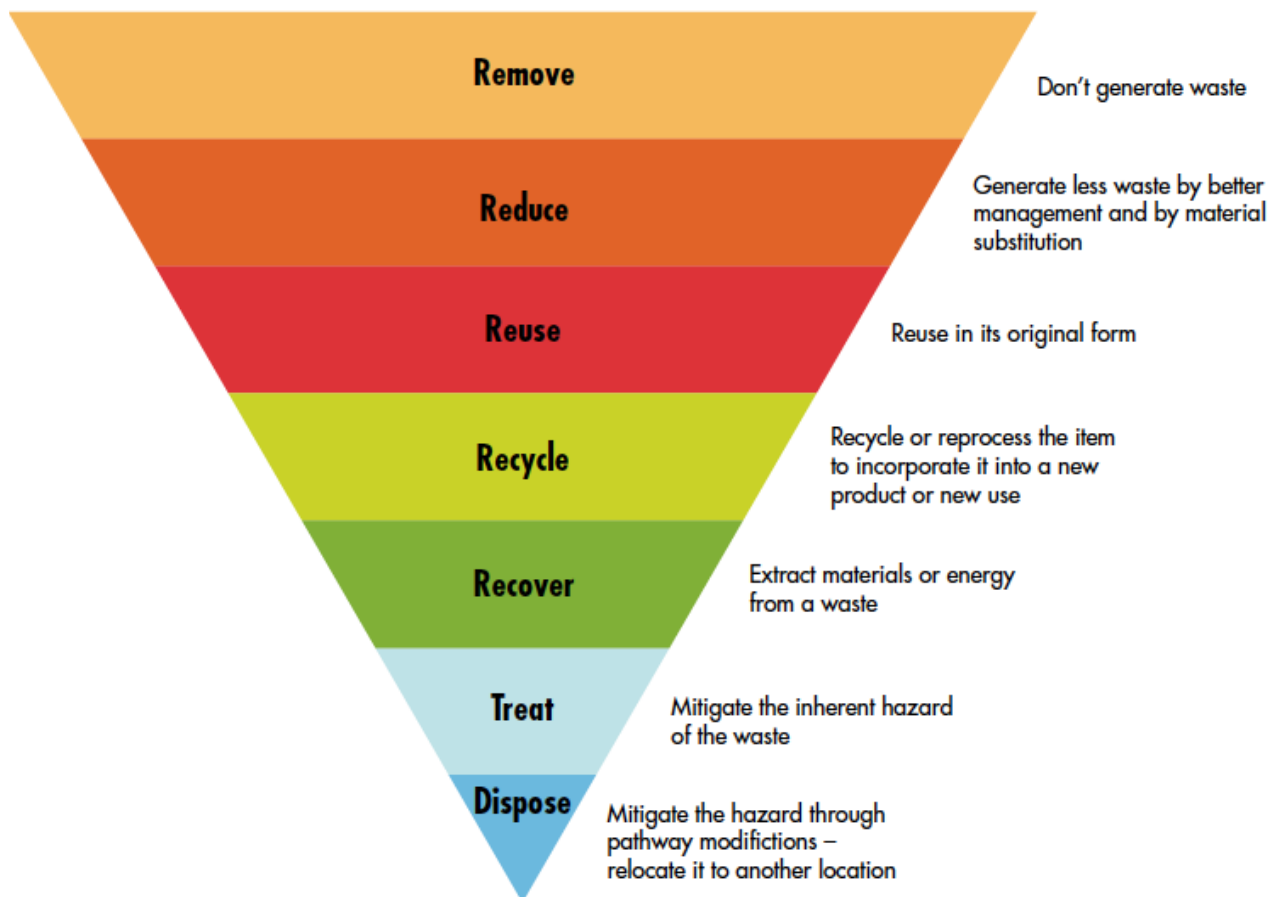 Remove
Don’t generate waste
Reduce
Generate less waste by better
management and by material
substitution
Reuse
Reuse in its original form
Recycle
Recycle or reprocess the item
to incorporate it into a new
product or new use
Recover
Extract materials or energy
from a waste
Treat
Mitigate the inherent hazard
of the waste
Dispose
Mitigate the hazard through
pathway modifictions –
relocate it to another location